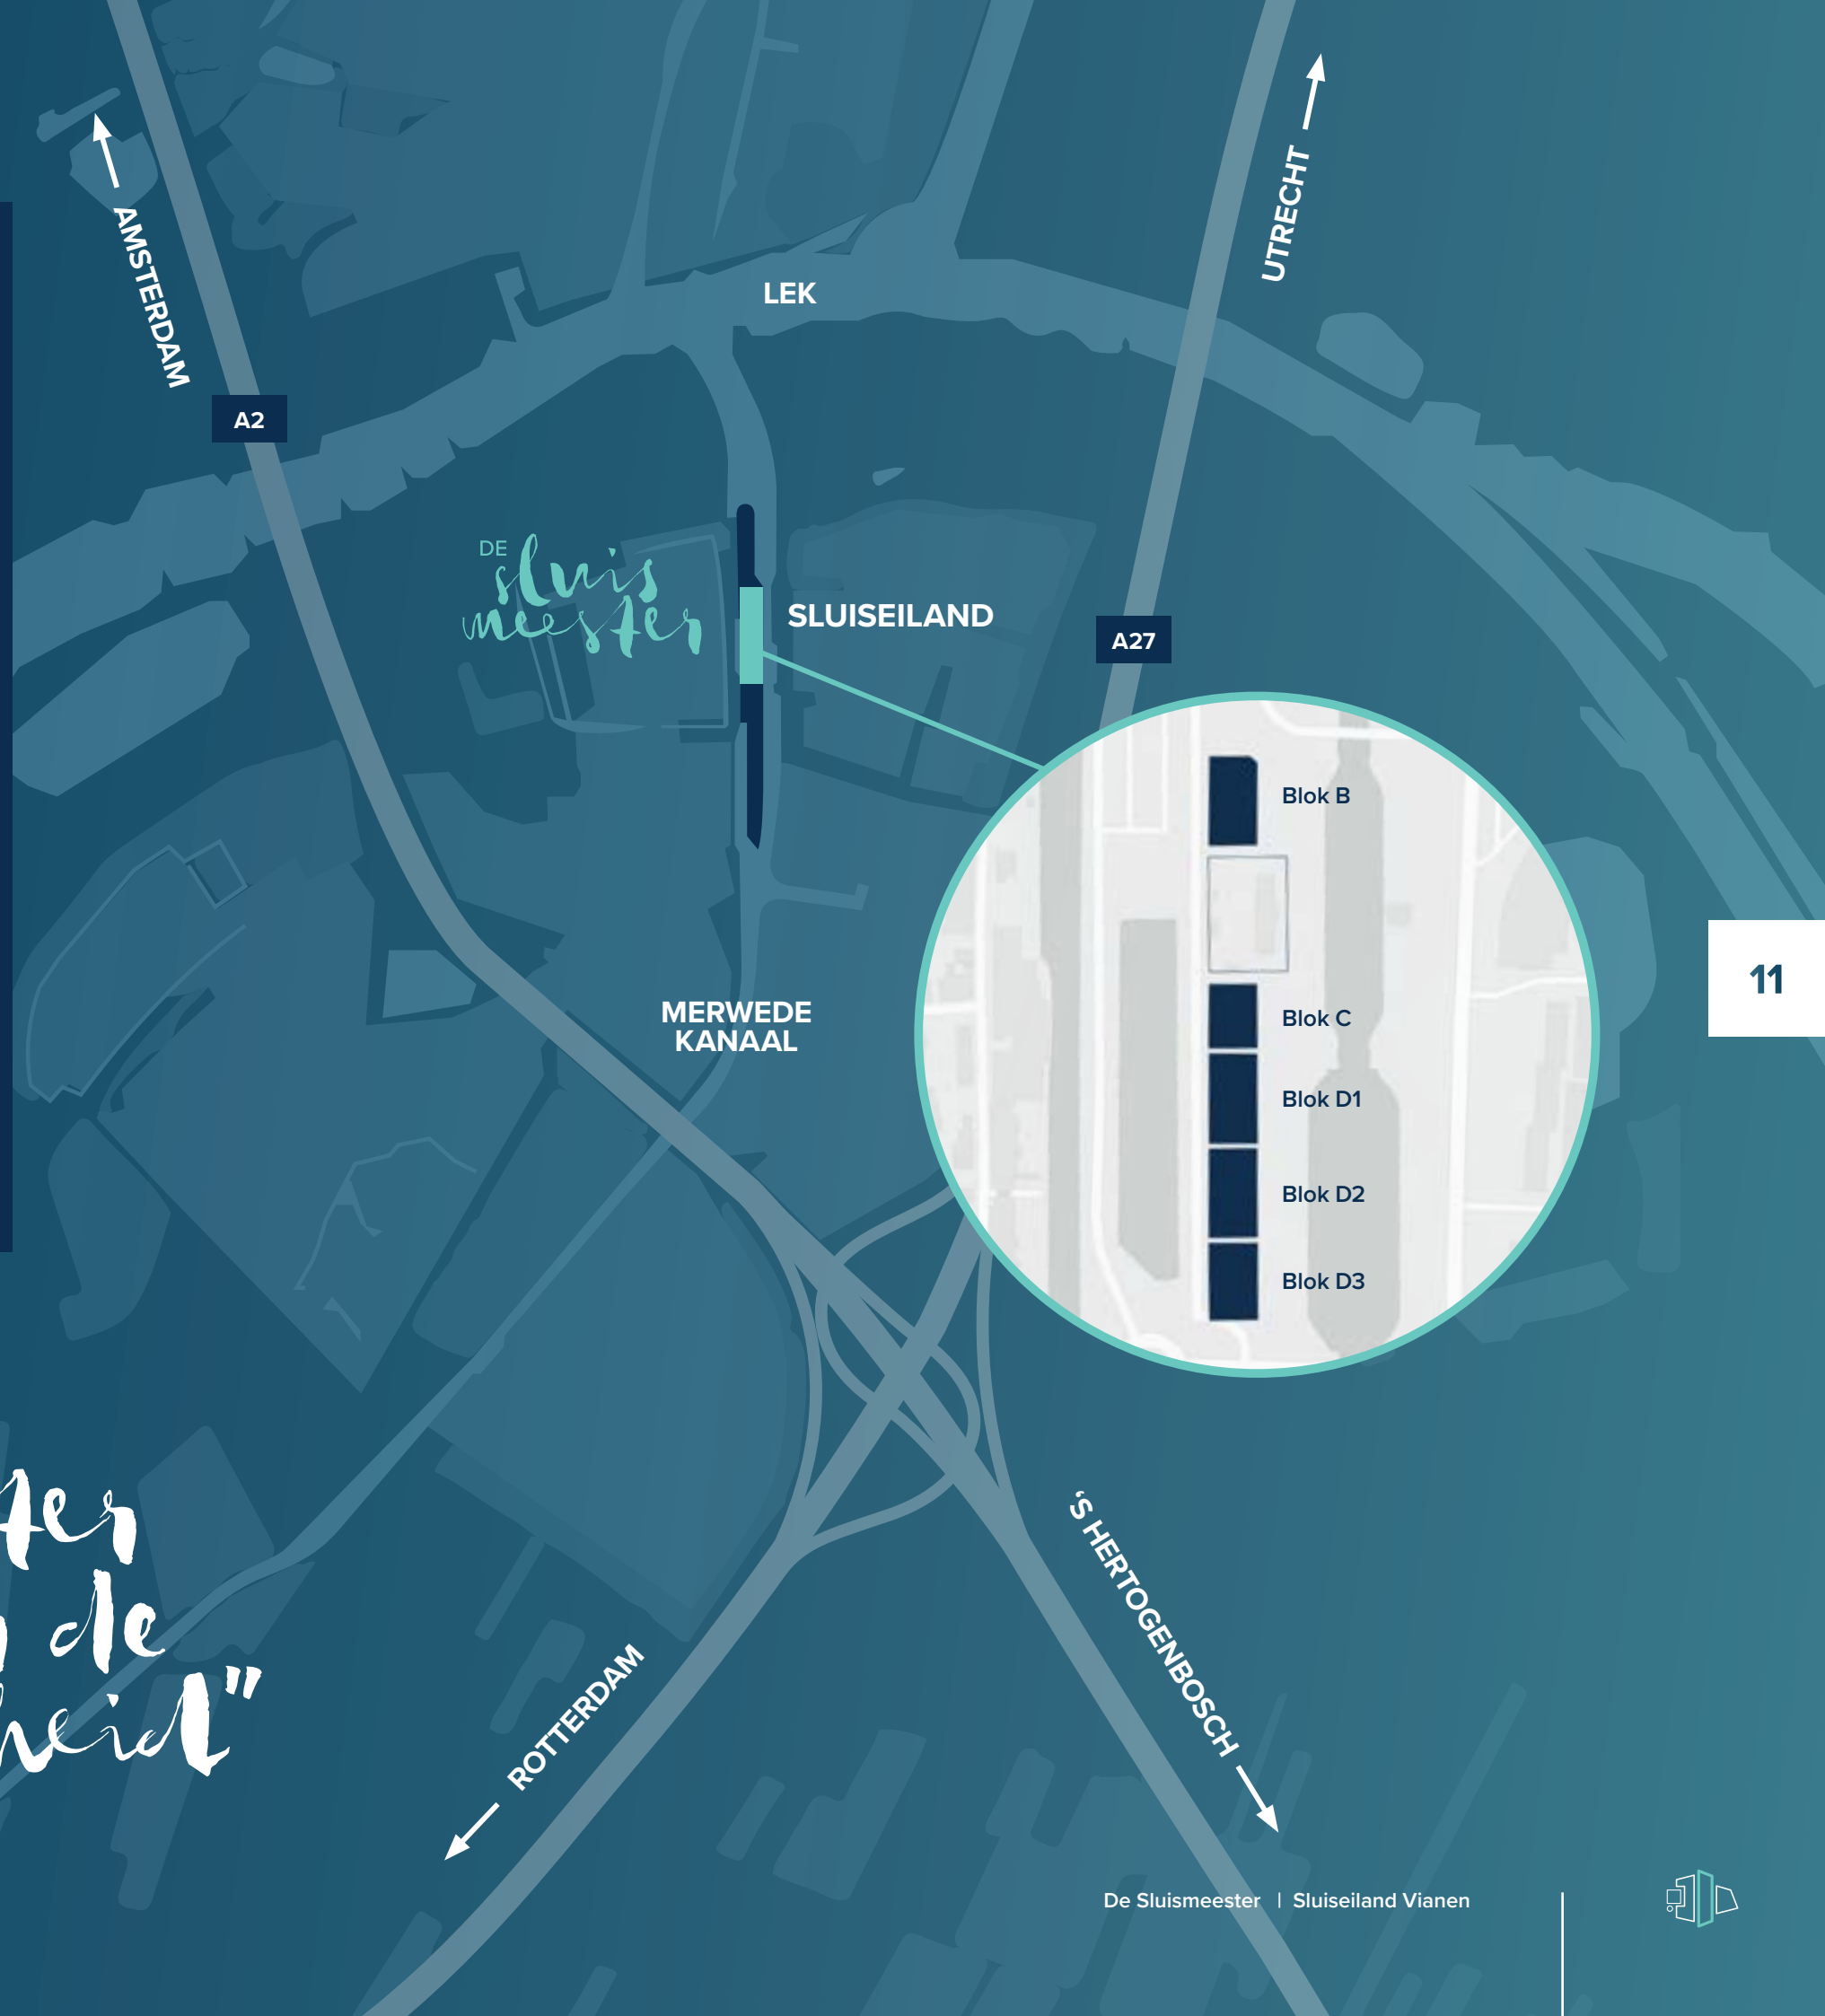 AMSTERDAM
UTRECHT
LEK
A2
DE
sluis
meester
SLUISEILAND
A27
Blok B
11
MERWEDE
KANAAL
Blok C
Blok D1
Blok D2
Blok D3
de
'S HERTOGENBOSCH
ROTTERDAM
De Sluismeester | Sluiseiland Vianen